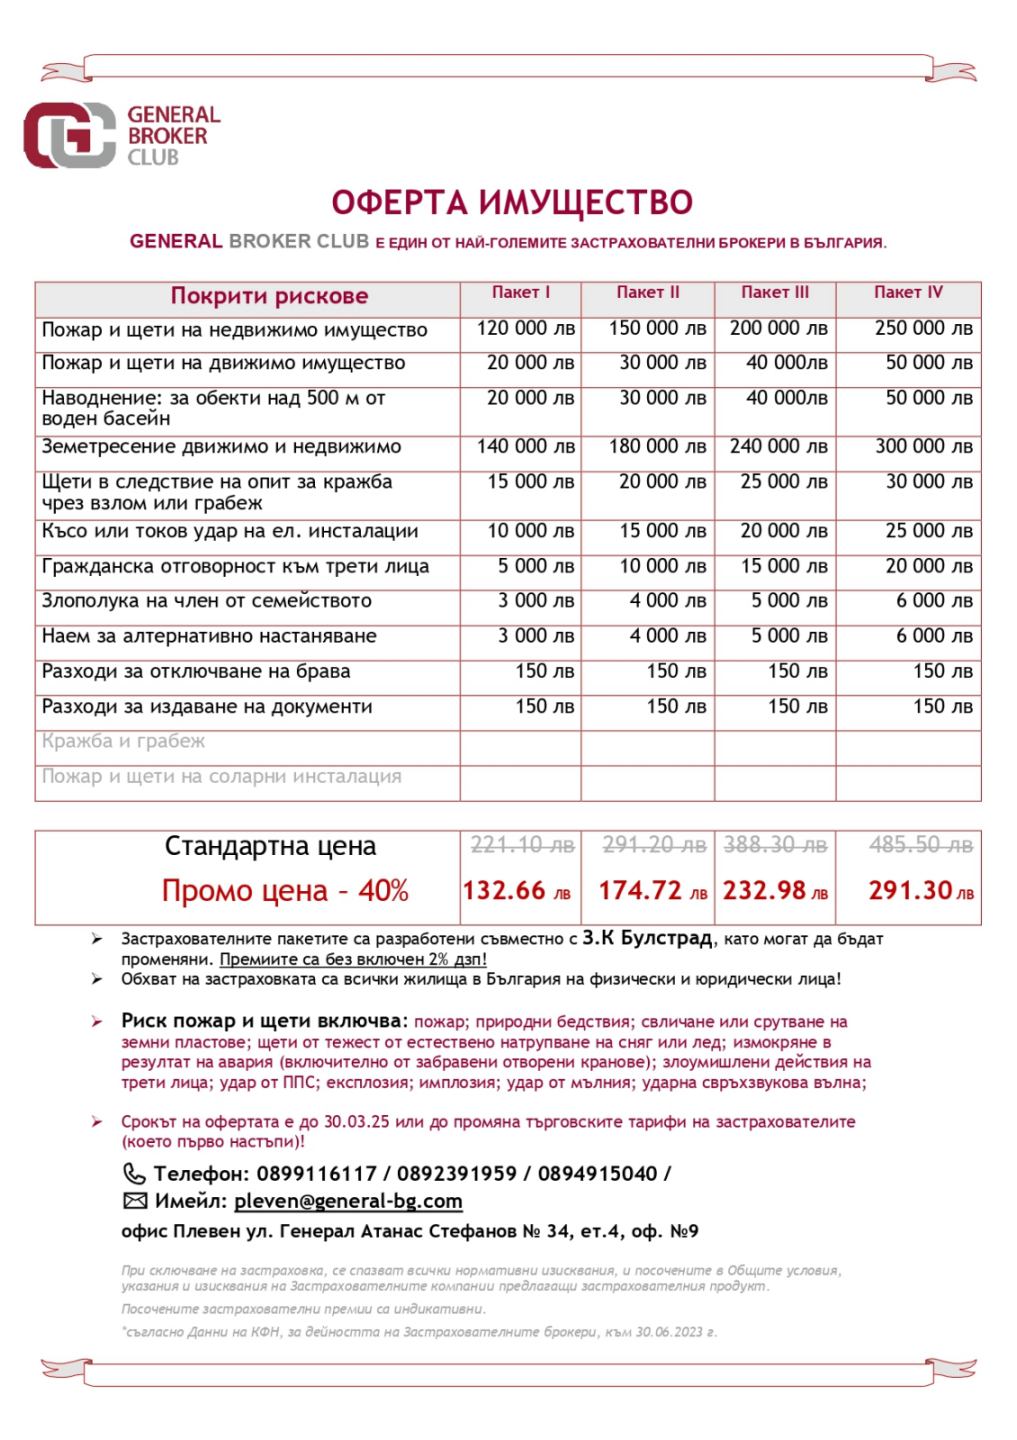 GENERAL
BROKER
CLUB
ОФЕРТА ИМУЩЕСТВО
GENERAL BROKER CLUB Е ЕДИН ОТ НАЙ-ГОЛЕМИТЕ ЗАСТРАХОВАТЕЛНИ БРОКЕРИ В БЪЛГАРИЯ.
Покрити рискове Пакет I Пакет II Пакет III Пакет IV
Пожар и щети на недвижимо имущество 120 000 лв 150 000 лв 200 000 лв 250 000 лв
Пожар и щети на движимо имущество 20 000 лв 30 000 лв 40 000лв 50 000 лв
Наводнение: за обекти над 500 м от 20 000 лв 30 000 лв 40 000лв 50 000 лв
воден басейн
Земетресение движимо и недвижимо 140 000 лв 180 000 лв 240 000 лв 300 000 лв
Щети в следствие на опит за кражба 15 000 лв 20 000 лв 25 000 лв 30 000 лв
чрез взлом или грабеж
Късо или токов удар на ел. инсталации 10 000 лв 15 000 лв 20 000 лв 25 000 лв
Гражданска отговорност към трети лица 5 000 лв 10 000 лв 15 000 лв 20 000 лв
Злополука на член от семейството 3 000 лв 4 000 лв 5 000 лв 6 000 лв
Наем за алтернативно настаняване 3 000 лв 4 000 лв 5 000 лв 6 000 лв
Разходи за отключване на брава 150 лв 150 лв 150 лв 150 лв
Разходи за издаване на документи 150 лв 150 лв 150 лв 150 лв
Кражба и грабеж
Пожар и щети на соларни инсталация
Стандартна цена 221.10 лв 291.20 лв 388.30 лв 485.50 лв
Промо цена – 40% 132.66 лв 174.72 лв 232.98 лв 291.30 лв
➢ Застрахователните пакетите са разработени съвместно с З.К Булстрад, като могат да бъдат
променяни. Премиите са без включен 2% дзп!
➢ Обхват на застраховката са всички жилища в България на физически и юридически лица!
➢ Риск пожар и щети включва: пожар; природни бедствия; свличане или срутване на
земни пластове; щети от тежест от естествено натрупване на сняг или лед; измокряне в
резултат на авария (включително от забравени отворени кранове); злоумишлени действия на
трети лица; удар от ППС; експлозия; имплозия; удар от мълния; ударна свръхзвукова вълна;
➢ Срокът на офертата е до 30.03.25 или до промяна търговските тарифи на застрахователите
(което първо настъпи)!
Телефон: 0899116117 / 0892391959 / 0894915040 /
Имейл: pleven@general-bg.com
офис Плевен ул. Генерал Атанас Стефанов № 34, ет.4, оф. №9
При сключване на застраховка, се спазват всички нормативни изисквания, и посочените в Общите условия,
указания и изисквания на Застрахователните компании предлагащи застрахователния продукт.
Посочените застрахователни премии са индикативни.
*съгласно Данни на КФН, за дейността на Застрахователните брокери, към 30.06.2023 г.